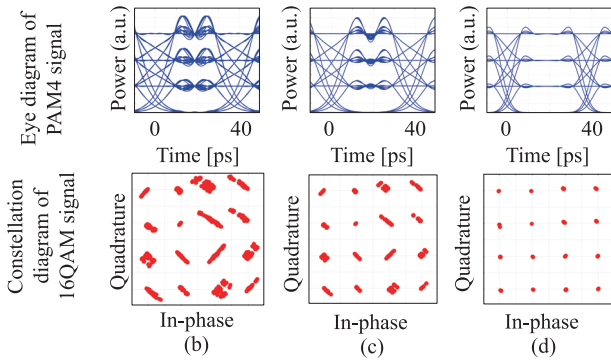 Eye diagram of
PAM4 signal
Power (a.u.)
0
40
Time [ps]
Power (a.u.)
0
40
Time [ps]
Power (a.u.)
0
40
Time [ps]
Constellation
diagram of
16QAM signal
Quadrature
In-phase
(b)
Quadrature
In-phase
(c)
Quadrature
In-phase
(d)